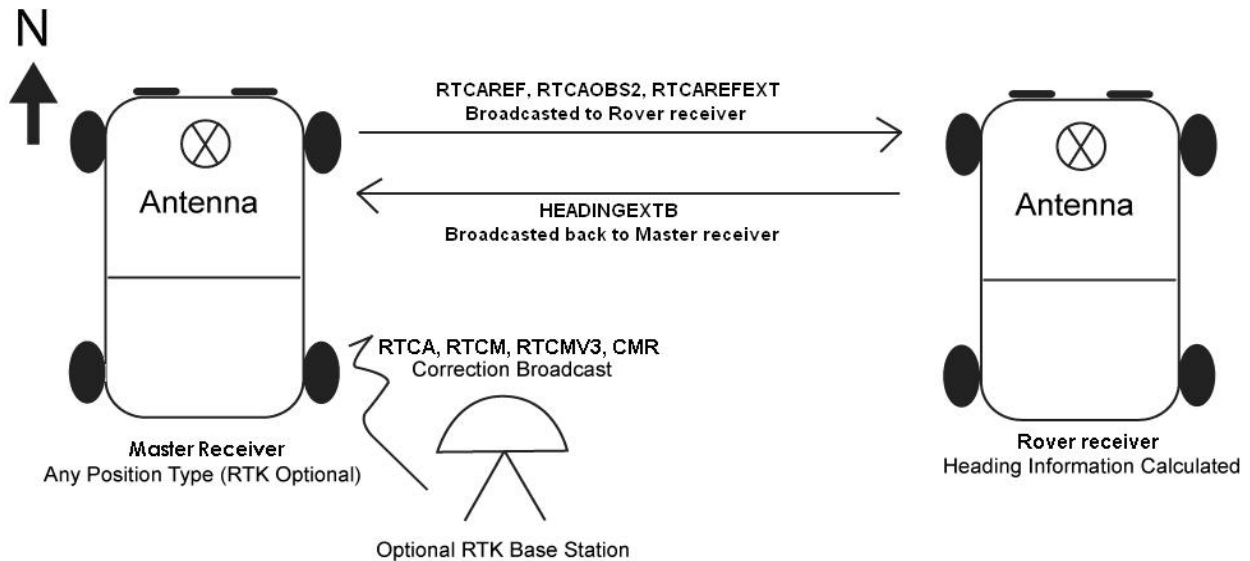 N
RTCAREF, RTCAOBS2, RTCAREFEXT
Broadcasted to Rover receiver
Antenna
HEADINGEXTB
Broadcasted back to Master receiver
Antenna
RTCA, RTCM, RTCMV3, CMR
Correction Broadcast
Master Receiver
Any Position Type (RTK Optional)
Rover receiver
Heading Information Calculated
Optional RTK Base Station